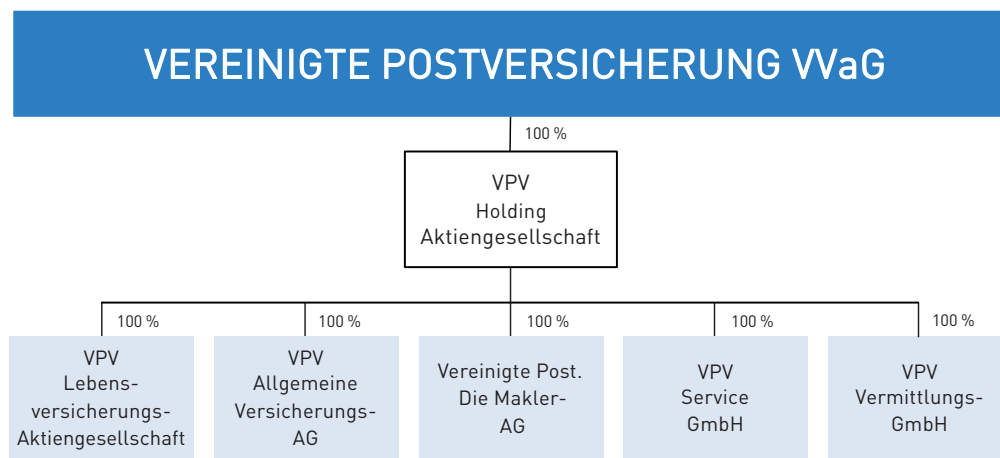 VEREINIGTE POSTVERSICHERUNG VVaG
100 %
VPV
Holding
Aktiengesellschaft
100 %
100 %
100 %
100 %
100 %
VPV
Lebens-
versicherungs-
Aktiengesellschaft
VPV
Allgemeine
Versicherungs-
AG
Vereinigte Post.
Die Makler-
AG
VPV
Service
GmbH
VPV
Vermittlungs-
GmbH